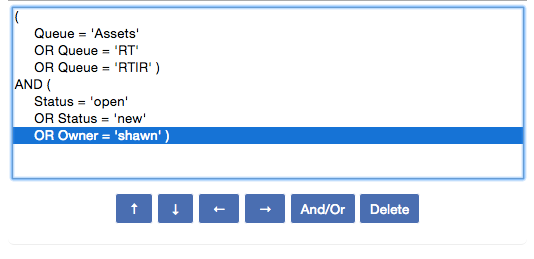 (
Queue = 'Assets'
OR Queue = 'RT'
OR Queue = 'RTIR' )
AND (
Status = 'open'
OR Status = 'new'
OR Owner = 'shawn' )
↑ ↓ ← → And/Or Delete